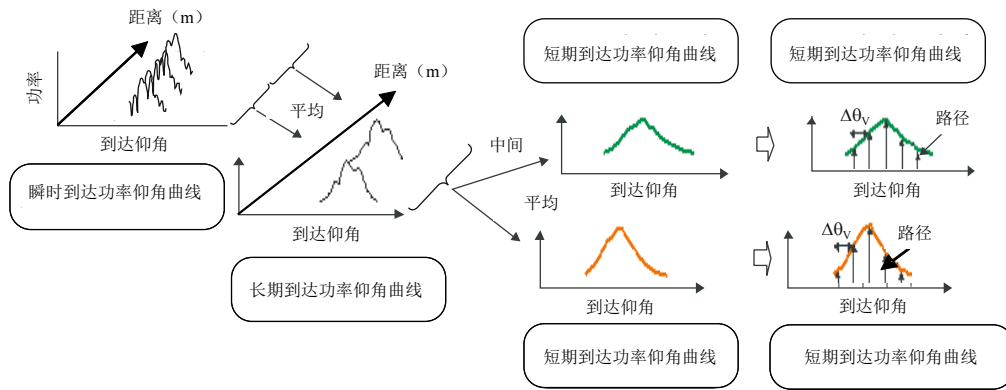 距离（m）
功率
到达仰角
瞬时到达功率仰角曲线
平均
距离（m）
到达仰角
长期到达功率仰角曲线
中间
平均
短期到达功率仰角曲线
到达仰角
短期到达功率仰角曲线
ΔθV
路径
到达仰角
到达仰角
短期到达功率仰角曲线
ΔθV
路径
到达仰角
短期到达功率仰角曲线